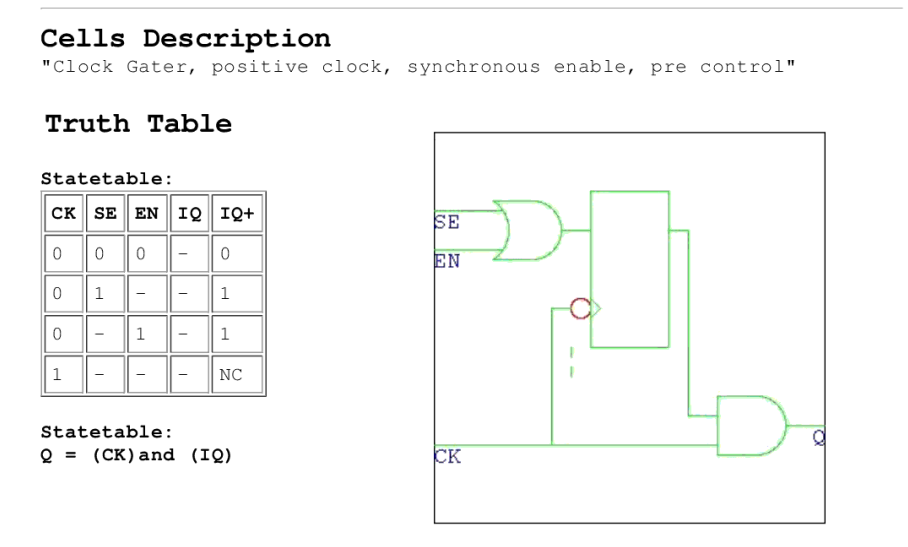 Cells Description
"Clock Gater, positive clock, synchronous enable, pre control"
Truth Table
Statetable:
CK SE EN IQ IQ+
0 0 0 - 0
0 1 - - 1
0 - 1 - 1
1 - - - NC
Statetable:
Q = (CK)and (IQ)
SE
EN
CK
Q